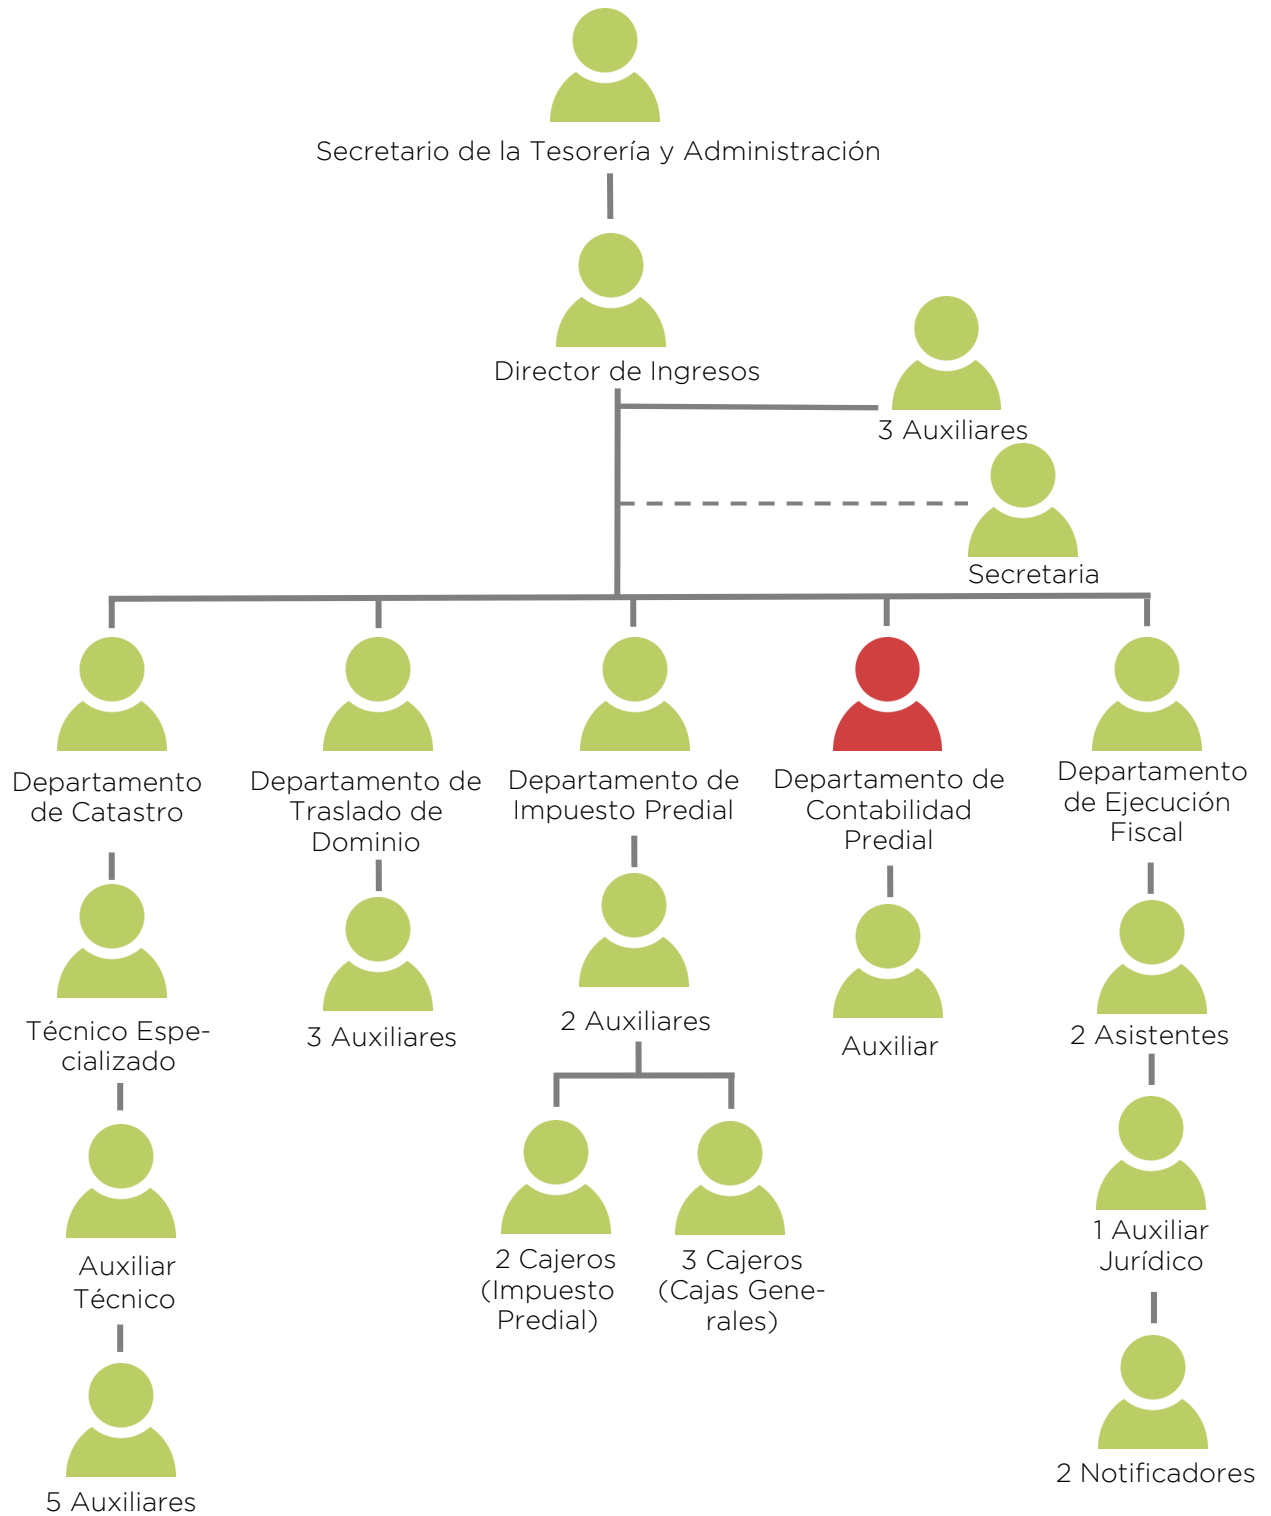 Secretario de la Tesorería y Administración
Director de Ingresos
3 Auxiliares
Secretaria
Departamento
de Catastro
Departamento de
Traslado de
Dominio
Departamento de
Impuesto Predial
Departamento de
Contabilidad
Predial
Departamento
de Ejecución
Fiscal
Técnico Espe-
cializado
3 Auxiliares
2 Auxiliares
Auxiliar
2 Asistentes
Auxiliar
Técnico
2 Cajeros
(Impuesto
Predial)
3 Cajeros
(Cajas Gene-
rales)
1 Auxiliar
Jurídico
5 Auxiliares
2 Notificadores